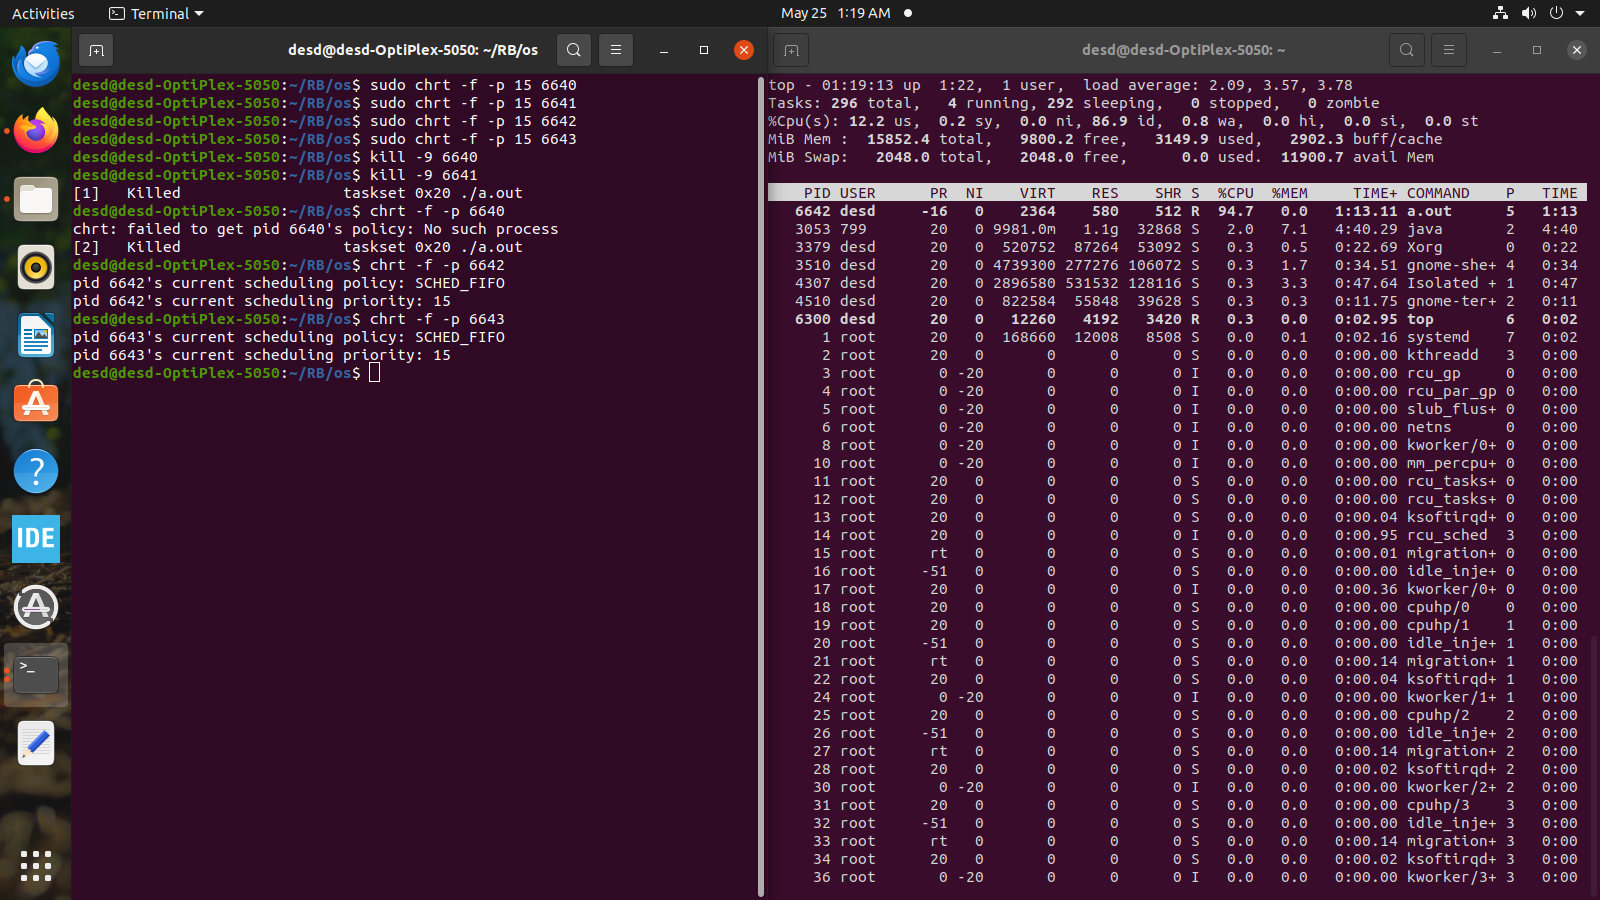 Activities
Terminal
May 25 1:19 AM
desd@desd-OptiPlex-5050: ~/RB/os
desd@desd-OptiPlex-5050:~/RB/os$ sudo chrt -f -p 15 6640
desd@desd-OptiPlex-5050:~/RB/os$ sudo chrt -f -p 15 6641
desd@desd-OptiPlex-5050:~/RB/os$ sudo chrt -f -p 15 6642
desd@desd-OptiPlex-5050:~/RB/os$ sudo chrt -f -p 15 6643
desd@desd-OptiPlex-5050:~/RB/os$ kill -9 6640
desd@desd-OptiPlex-5050:~/RB/os$ kill -9 6641
[1]   Killed                  taskset 0x20 ./a.out
desd@desd-OptiPlex-5050:~/RB/os$ chrt -f -p 6640
chrt: failed to get pid 6640's policy: No such process
[2]   Killed                  taskset 0x20 ./a.out
desd@desd-OptiPlex-5050:~/RB/os$ chrt -f -p 6642
pid 6642's current scheduling policy: SCHED_FIFO
pid 6642's current scheduling priority: 15
desd@desd-OptiPlex-5050:~/RB/os$ chrt -f -p 6643
pid 6643's current scheduling policy: SCHED_FIFO
pid 6643's current scheduling priority: 15
desd@desd-OptiPlex-5050:~/RB/os$
IDE
desd@desd-OptiPlex-5050: ~
top - 01:19:13 up  1:22,  1 user,  load average: 2.09, 3.57, 3.78
Tasks: 296 total,   4 running, 292 sleeping,   0 stopped,   0 zombie
%Cpu(s): 12.2 us,  0.2 sy,  0.0 ni, 86.9 id,  0.8 wa,  0.0 hi,  0.0 si,  0.0 st
MiB Mem :  15852.4 total,   9800.2 free,   3149.9 used,   2902.3 buff/cache
MiB Swap:   2048.0 total,   2048.0 free,      0.0 used.  11900.7 avail Mem
PID USER PR NI VIRT RES SHR S %CPU %MEM TIME+ COMMAND P TIME
6642 desd -16 0 2364 580 512 R 94.7 0.0 1:13.11 a.out 5 1:13
3053 799 20 0 9981.0m 1.1g 32868 S 2.0 7.1 4:40.29 java 2 4:40
3379 desd 20 0 520752 87264 53092 S 0.3 0.5 0:22.69 Xorg 0 0:22
3510 desd 20 0 4739300 277276 106072 S 0.3 1.7 0:34.51 gnome-she+ 4 0:34
4307 desd 20 0 2896580 531532 128116 S 0.3 3.3 0:47.64 Isolated + 1 0:47
4510 desd 20 0 822584 55848 39628 S 0.3 0.3 0:11.75 gnome-ter+ 2 0:11
6300 desd 20 0 12260 4192 3420 R 0.3 0.0 0:02.95 top 6 0:02
1 root 20 0 168660 12008 8508 S 0.0 0.1 0:02.16 systemd 7 0:02
2 root 20 0 0 0 0 S 0.0 0.0 0:00.00 kthreadd 3 0:00
3 root 0 -20 0 0 0 I 0.0 0.0 0:00.00 rcu_gp 0 0:00
4 root 0 -20 0 0 0 I 0.0 0.0 0:00.00 rcu_par_gp 0 0:00
5 root 0 -20 0 0 0 I 0.0 0.0 0:00.00 slub_flus+ 0 0:00
6 root 0 -20 0 0 0 I 0.0 0.0 0:00.00 netns 0 0:00
8 root 0 -20 0 0 0 I 0.0 0.0 0:00.00 kworker/0+ 0 0:00
10 root 0 -20 0 0 0 I 0.0 0.0 0:00.00 mm_percpu+ 0 0:00
11 root 20 0 0 0 0 S 0.0 0.0 0:00.00 rcu_tasks+ 0 0:00
12 root 20 0 0 0 0 S 0.0 0.0 0:00.00 rcu_tasks+ 0 0:00
13 root 20 0 0 0 0 S 0.0 0.0 0:00.04 ksoftirqd+ 0 0:00
14 root 20 0 0 0 0 I 0.0 0.0 0:00.95 rcu_sched 3 0:00
15 root rt 0 0 0 0 S 0.0 0.0 0:00.01 migration+ 0 0:00
16 root -51 0 0 0 0 S 0.0 0.0 0:00.00 idle_inje+ 0 0:00
17 root 20 0 0 0 0 I 0.0 0.0 0:00.36 kworker/0+ 0 0:00
18 root 20 0 0 0 0 S 0.0 0.0 0:00.00 cpuhp/0 0 0:00
19 root 20 0 0 0 0 S 0.0 0.0 0:00.00 cpuhp/1 1 0:00
20 root -51 0 0 0 0 S 0.0 0.0 0:00.00 idle_inje+ 1 0:00
21 root rt 0 0 0 0 S 0.0 0.0 0:00.14 migration+ 1 0:00
22 root 20 0 0 0 0 S 0.0 0.0 0:00.04 ksoftirqd+ 1 0:00
24 root 0 -20 0 0 0 I 0.0 0.0 0:00.00 kworker/1+ 1 0:00
25 root 20 0 0 0 0 S 0.0 0.0 0:00.00 cpuhp/2 2 0:00
26 root -51 0 0 0 0 S 0.0 0.0 0:00.00 idle_inje+ 2 0:00
27 root rt 0 0 0 0 S 0.0 0.0 0:00.14 migration+ 2 0:00
28 root 20 0 0 0 0 S 0.0 0.0 0:00.02 ksoftirqd+ 2 0:00
30 root 0 -20 0 0 0 I 0.0 0.0 0:00.00 kworker/2+ 2 0:00
31 root 20 0 0 0 0 S 0.0 0.0 0:00.00 cpuhp/3 3 0:00
32 root -51 0 0 0 0 S 0.0 0.0 0:00.00 idle_inje+ 3 0:00
33 root rt 0 0 0 0 S 0.0 0.0 0:00.14 migration+ 3 0:00
34 root 20 0 0 0 0 S 0.0 0.0 0:00.02 ksoftirqd+ 3 0:00
36 root 0 -20 0 0 0 I 0.0 0.0 0:00.00 kworker/3+ 3 0:00